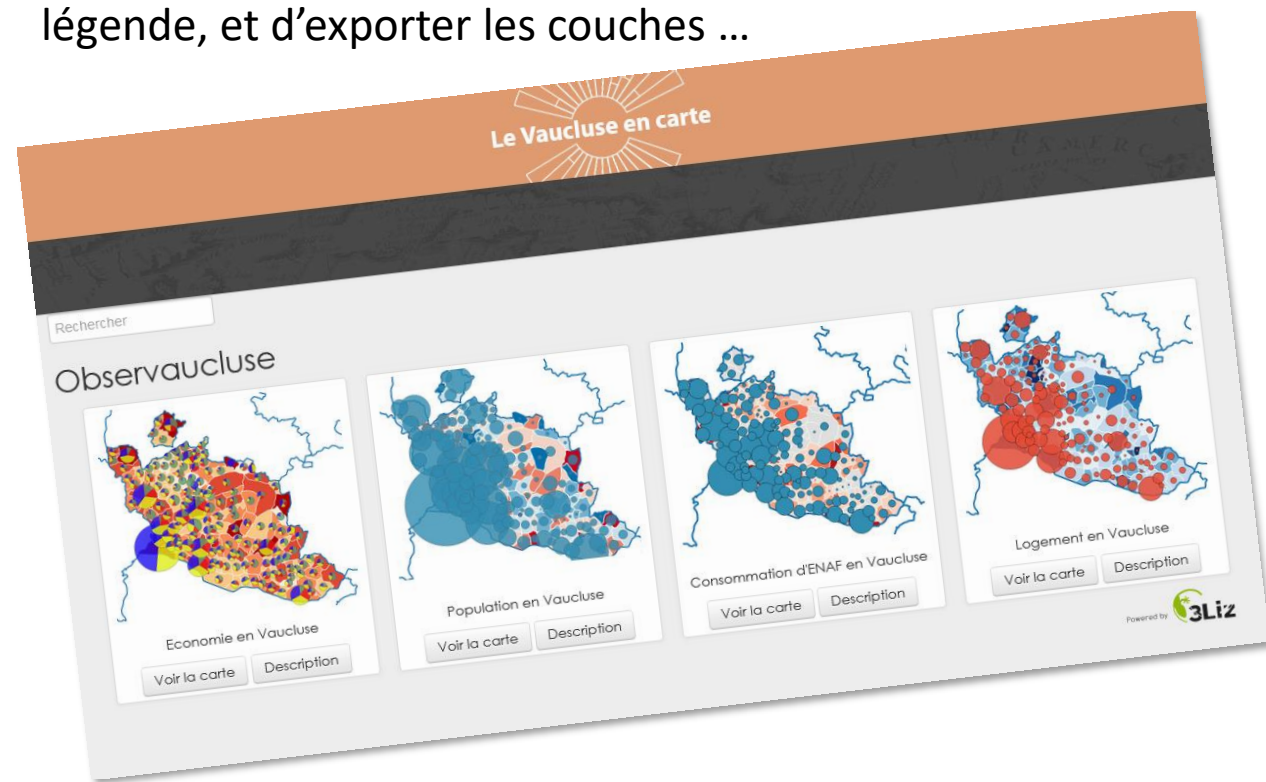 légende, et d’exporter les couches …
Le Vaucluse en carte
Rechercher
Observaucluse
Economie en Vaucluse
Voir la carte
Description
Population en Vaucluse
Voir la carte
Description
Consommation d'ENAF en Vaucluse
Voir la carte
Description
Logement en Vaucluse
Voir la carte
Description
Powered by 3Liz